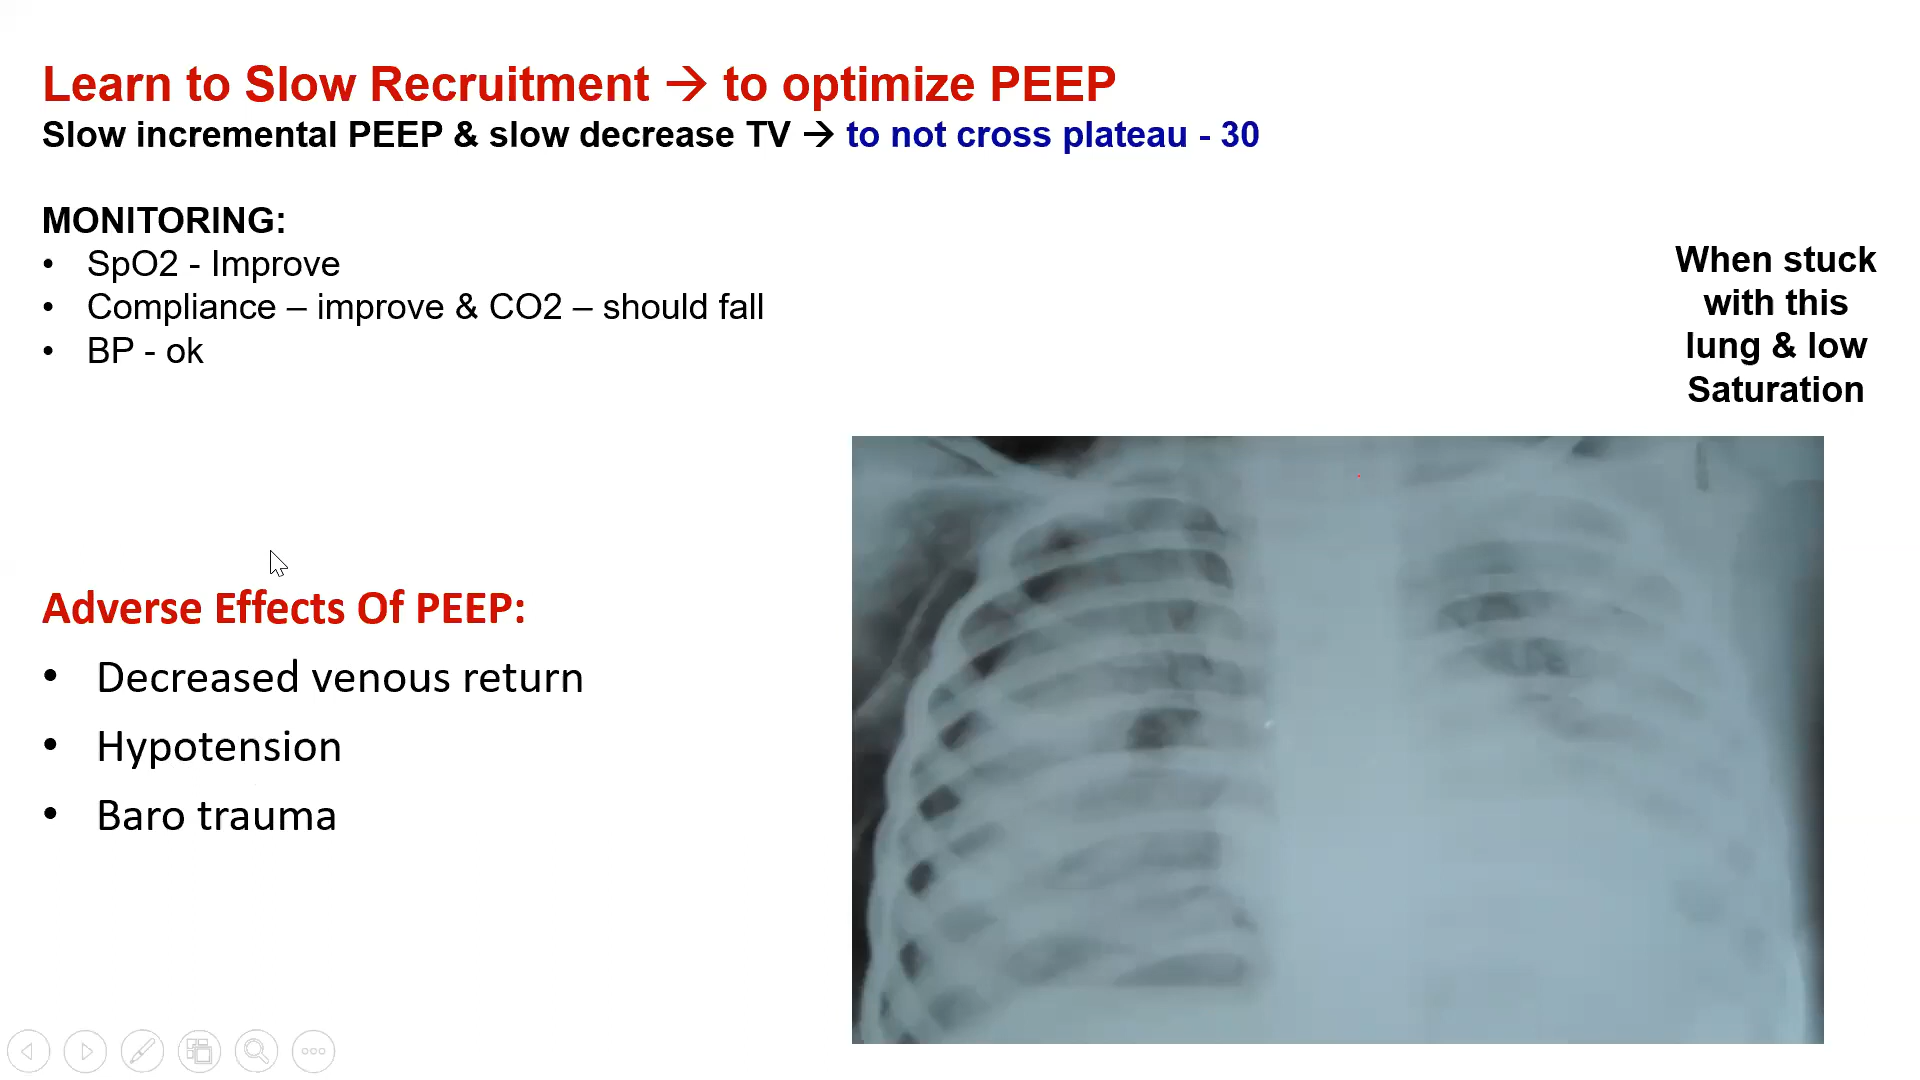 Learn to Slow Recruitment → to optimize PEEP
Slow incremental PEEP & slow decrease TV → to not cross plateau - 30
MONITORING:
• SpO2 - Improve
• Compliance – improve & CO2 – should fall
• BP - ok
When stuck
with this
lung & low
Saturation
Adverse Effects Of PEEP:
• Decreased venous return
• Hypotension
• Baro trauma